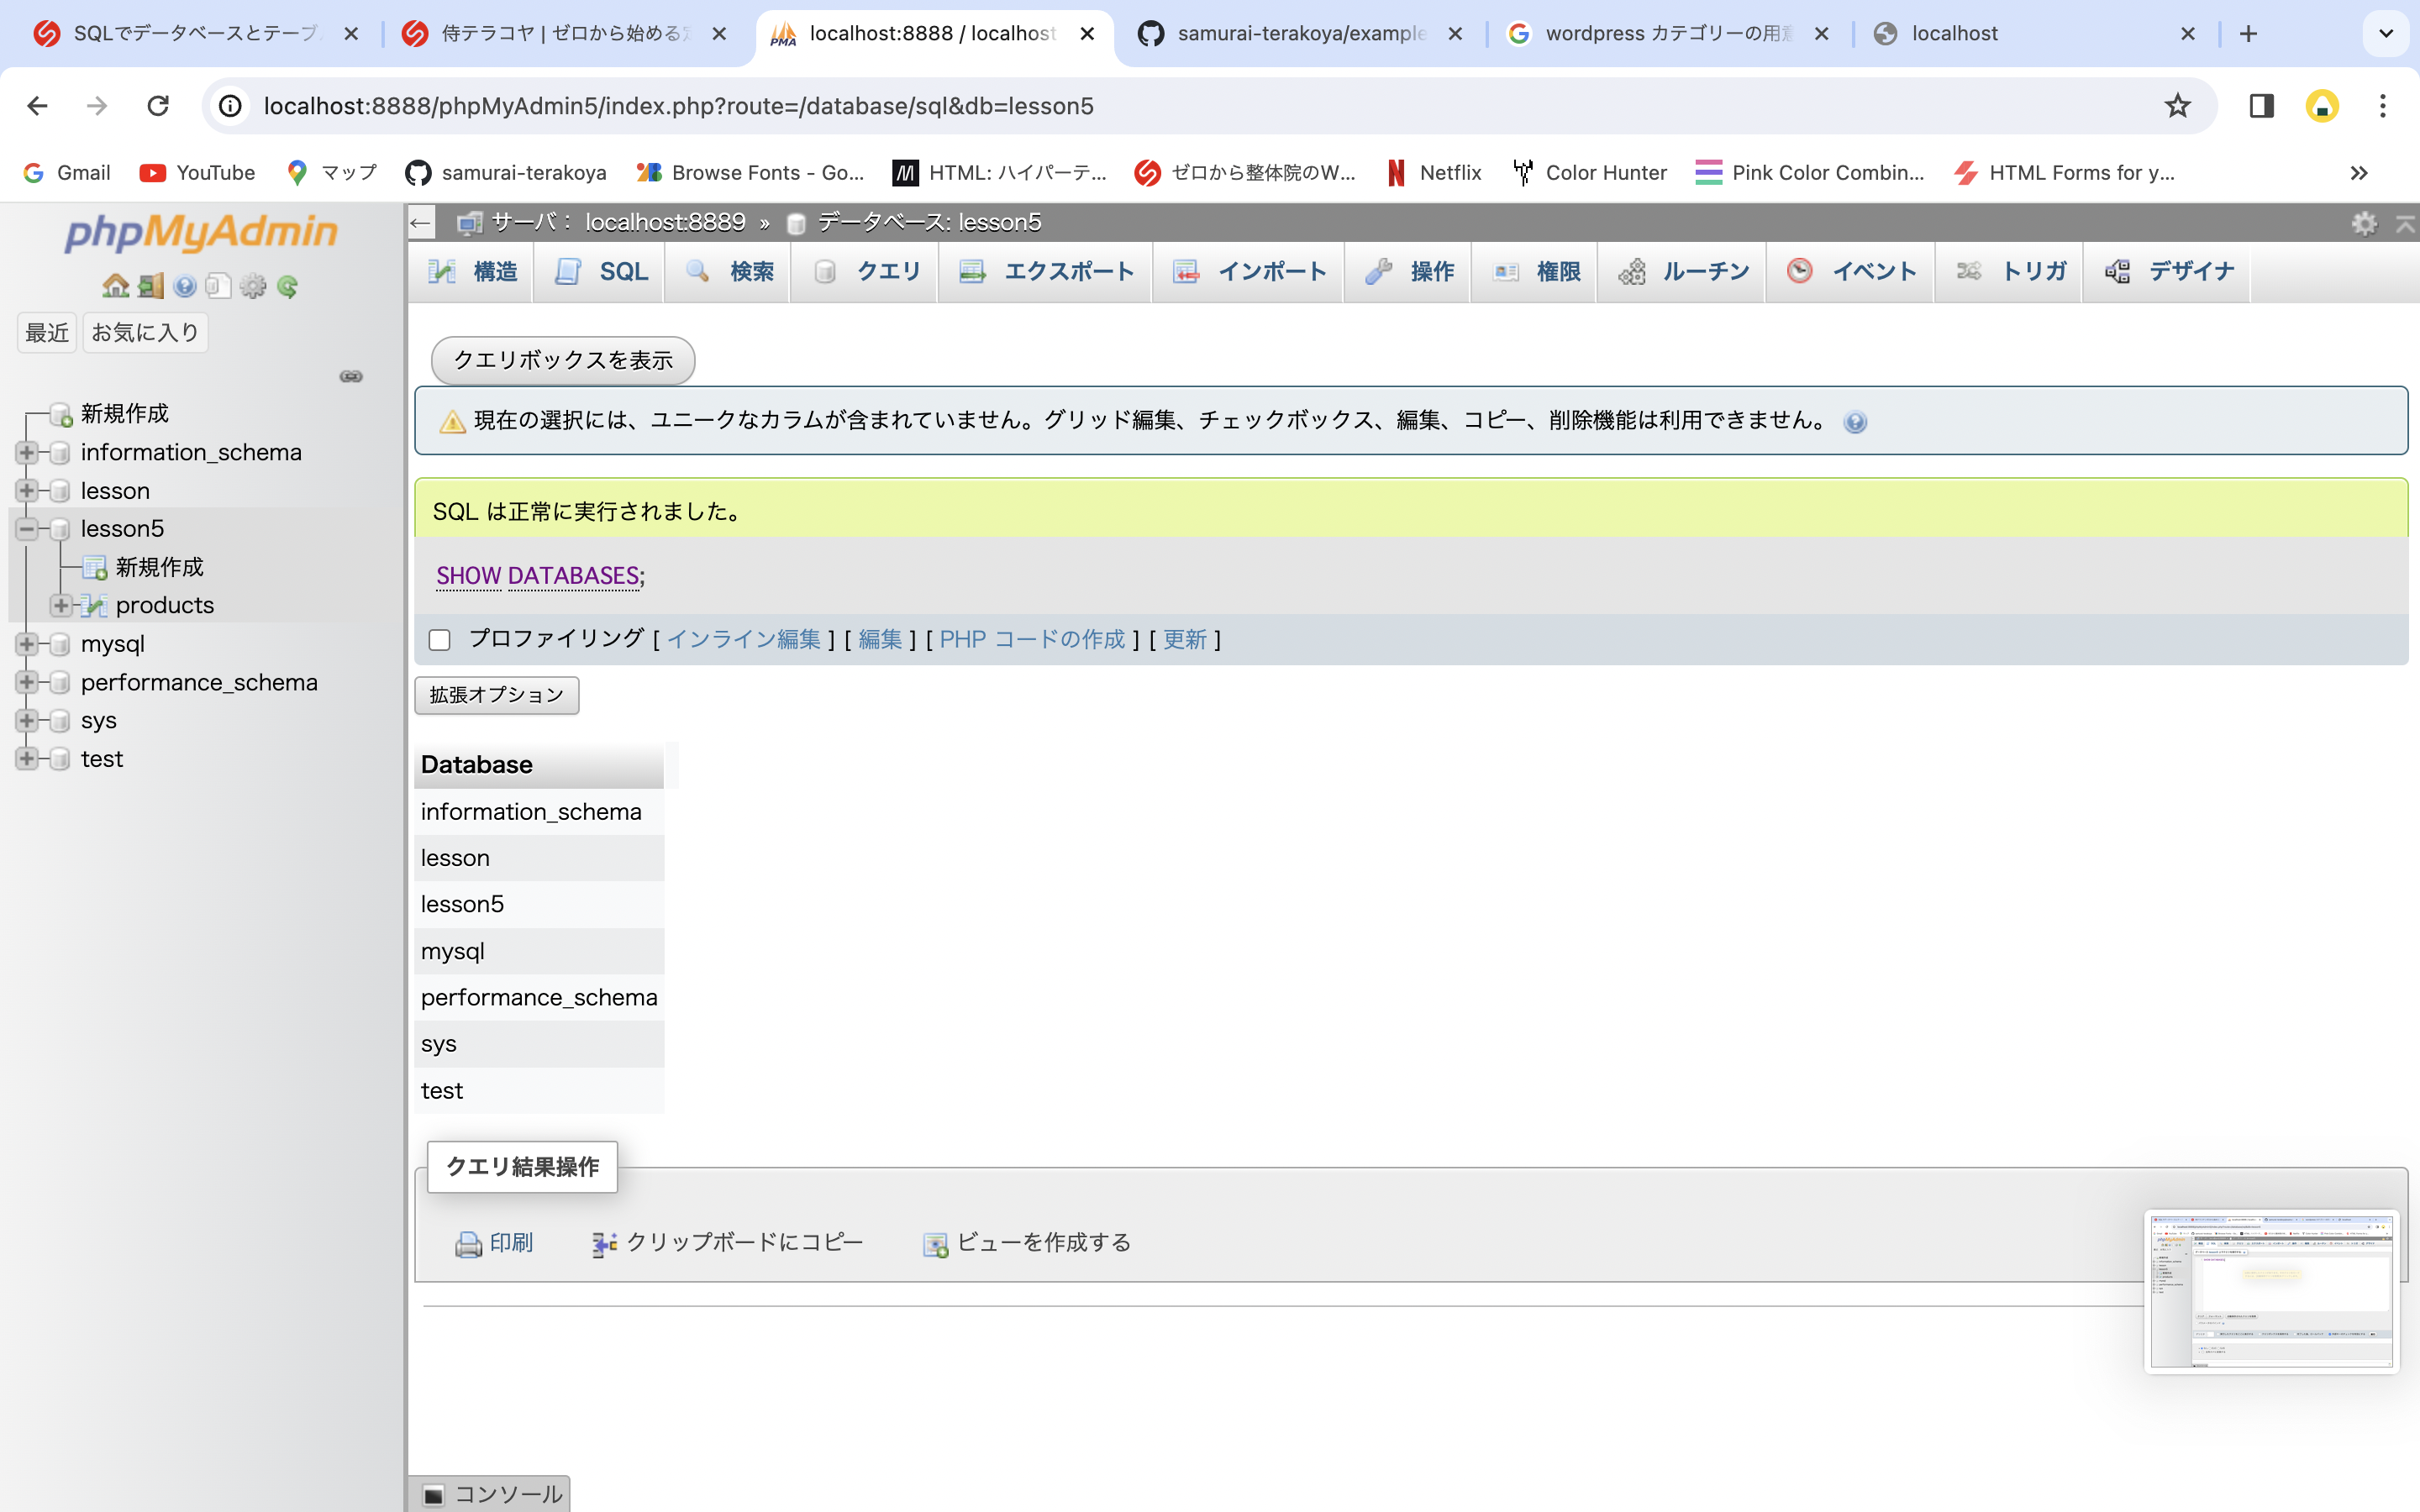 SQLでデータベースとテーブ
侍テラコヤ | ゼロから始める
localhost:8888 / localhost
samurai-terakoya/example
wordpress カテゴリーの用意
localhost
localhost:8888/phpMyAdmin5/index.php?route=/database/sql&db=lesson5
Gmail
YouTube
マップ
samurai-terakoya
Browse Fonts - Go...
HTML: ハイパーテ...
ゼロから整体院のW...
Netflix
Color Hunter
Pink Color Combin...
HTML Forms for y...
phpMyAdmin
最近
お気に入り
新規作成
information_schema
lesson
lesson5
新規作成
products
mysql
performance_schema
sys
test
サーバ： localhost:8889 » データベース: lesson5
構造
SQL
検索
クエリ
エクスポート
インポート
操作
権限
ルーチン
イベント
トリガ
デザイナ
クエリボックスを表示
現在の選択には、ユニークなカラムが含まれていません。グリッド編集、チェックボックス、編集、コピー、削除機能は利用できません。
SQL は正常に実行されました。
SHOW DATABASES;
プロファイリング [ インライン編集 ] [ 編集 ] [ PHP コードの作成 ] [ 更新 ]
拡張オプション
Database
information_schema
lesson
lesson5
mysql
performance_schema
sys
test
クエリ結果操作
印刷
クリップボードにコピー
ビューを作成する
コンソール